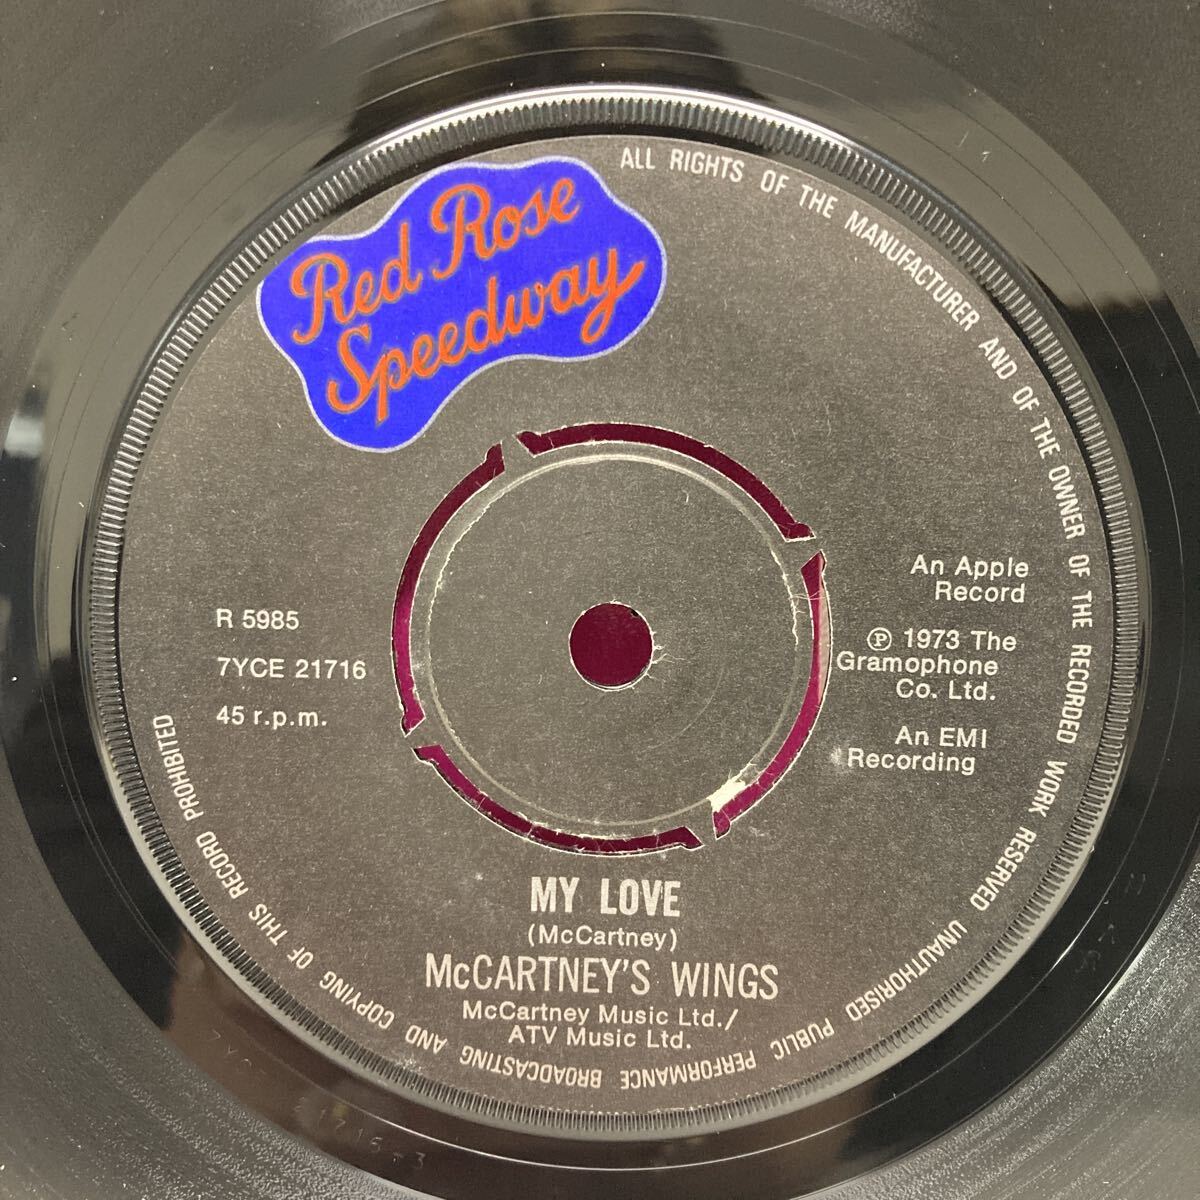 Red Rose
Speedway
ALL RIGHTS OF THE MANUFACTURER AND OF THE OWNER OF THE RECORDED WORK RESERVED UNAUTHORISED PUBLIC PERFORMANCE BROADCASTING AND COPYING OF THIS RECORD PROHIBITED
R 5985
7YCE 21716
45 r.p.m.
An Apple
Record
Ⓟ 1973 The
Gramophone
Co. Ltd.
An EMI
Recording
MY LOVE
(McCartney)
McCARTNEY'S WINGS
McCartney Music Ltd./
ATV Music Ltd.